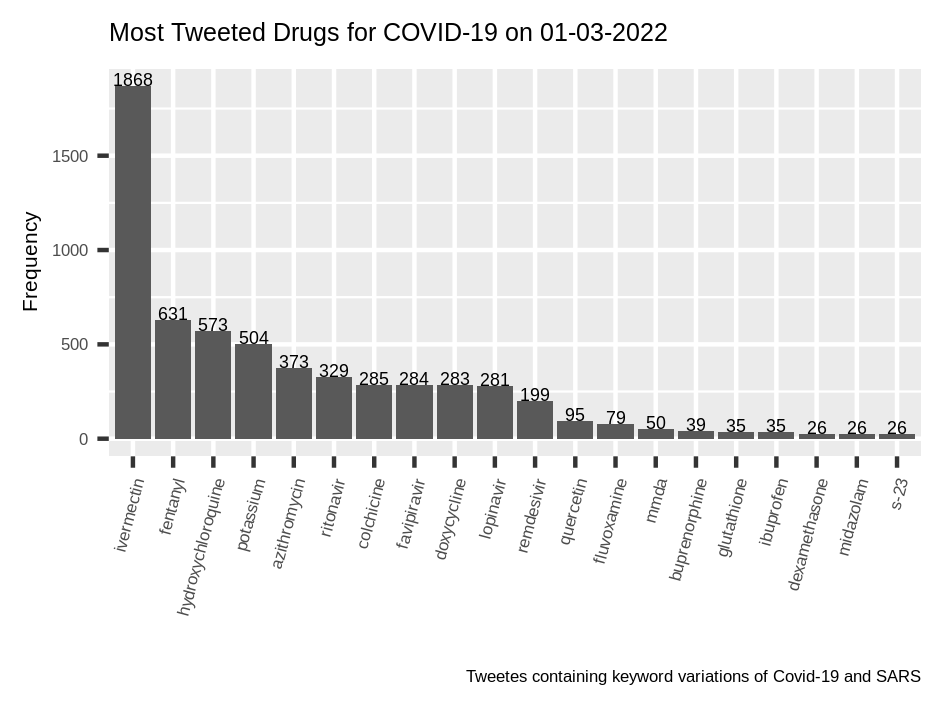 Most Tweeted Drugs for COVID-19 on 01-03-2022
Frequency
1500
1000
500
0
1868
631
573
504
373
329
285
284
283
281
199
95
79
50
39
35
35
26
26
26
ivermectin
fentanyl
hydroxychloroquine
potassium
azithromycin
ritonavir
colchicine
favipiravir
doxycycline
lopinavir
remdesivir
quercetin
fluvoxamine
mmda
buprenorphine
glutathione
ibuprofen
dexamethasone
midazolam
s-23
Tweetes containing keyword variations of Covid-19 and SARS